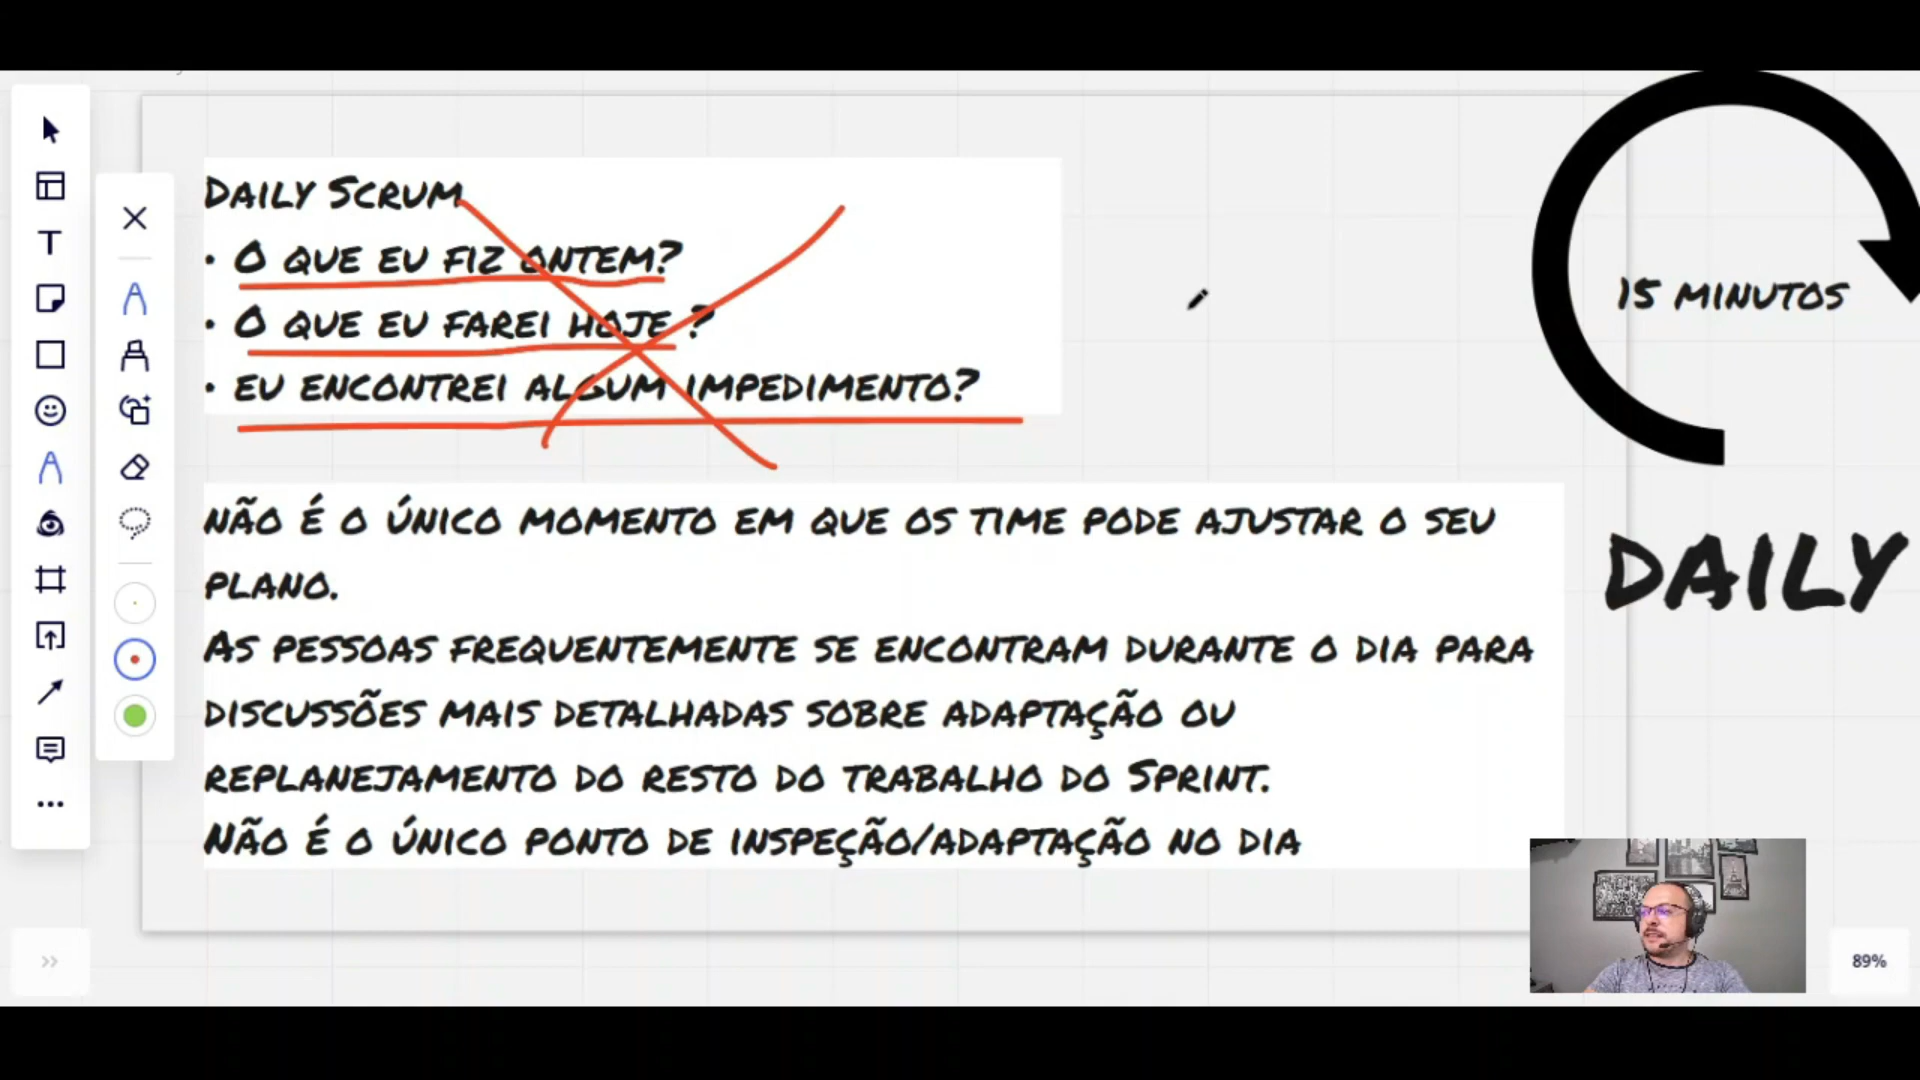 Daily Scrum
• O que eu fiz ontem?
• O que eu farei hoje ?
• eu encontrei algum impedimento?
não é o único momento em que os time pode ajustar o seu
plano.
As pessoas frequentemente se encontram durante o dia para
discussões mais detalhadas sobre adaptação ou
replanejamento do resto do trabalho do Sprint.
Não é o único ponto de inspeção/adaptação no dia
15 minutos
DAILY
89%